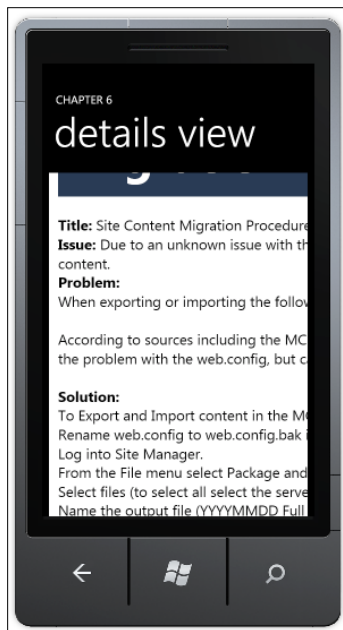 CHAPTER 6
details view
Title: Site Content Migration Procedure
Issue: Due to an unknown issue with th
content.
Problem:
When exporting or importing the follow
According to sources including the MC
the problem with the web.config, but ca
Solution:
To Export and Import content in the M
Rename web.config to web.config.bak i
Log into Site Manager.
From the File menu select Package and
Select files (to select all select the serve
Name the output file (YYYYMMDD Full